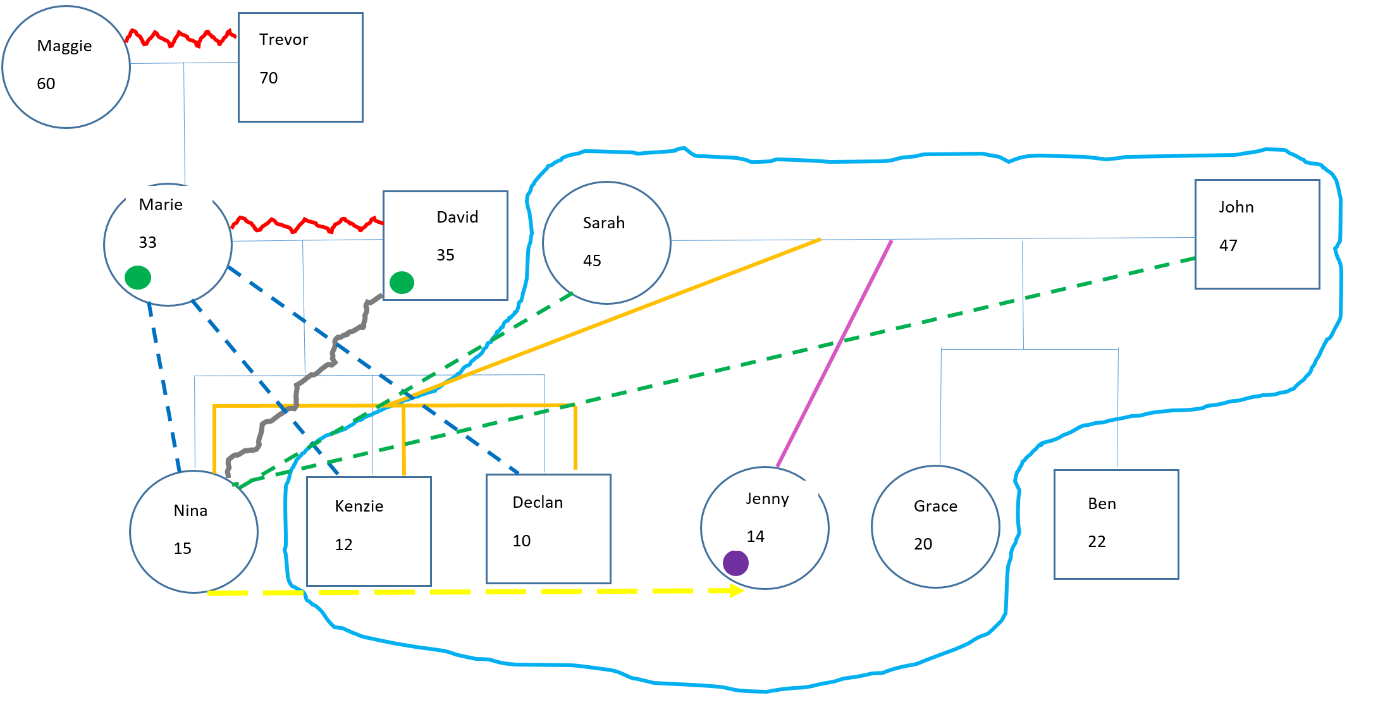 Maggie
60
Trevor
70
Marie
33
David
35
Sarah
45
John
47
Nina
15
Kenzie
12
Declan
10
Jenny
14
Grace
20
Ben
22